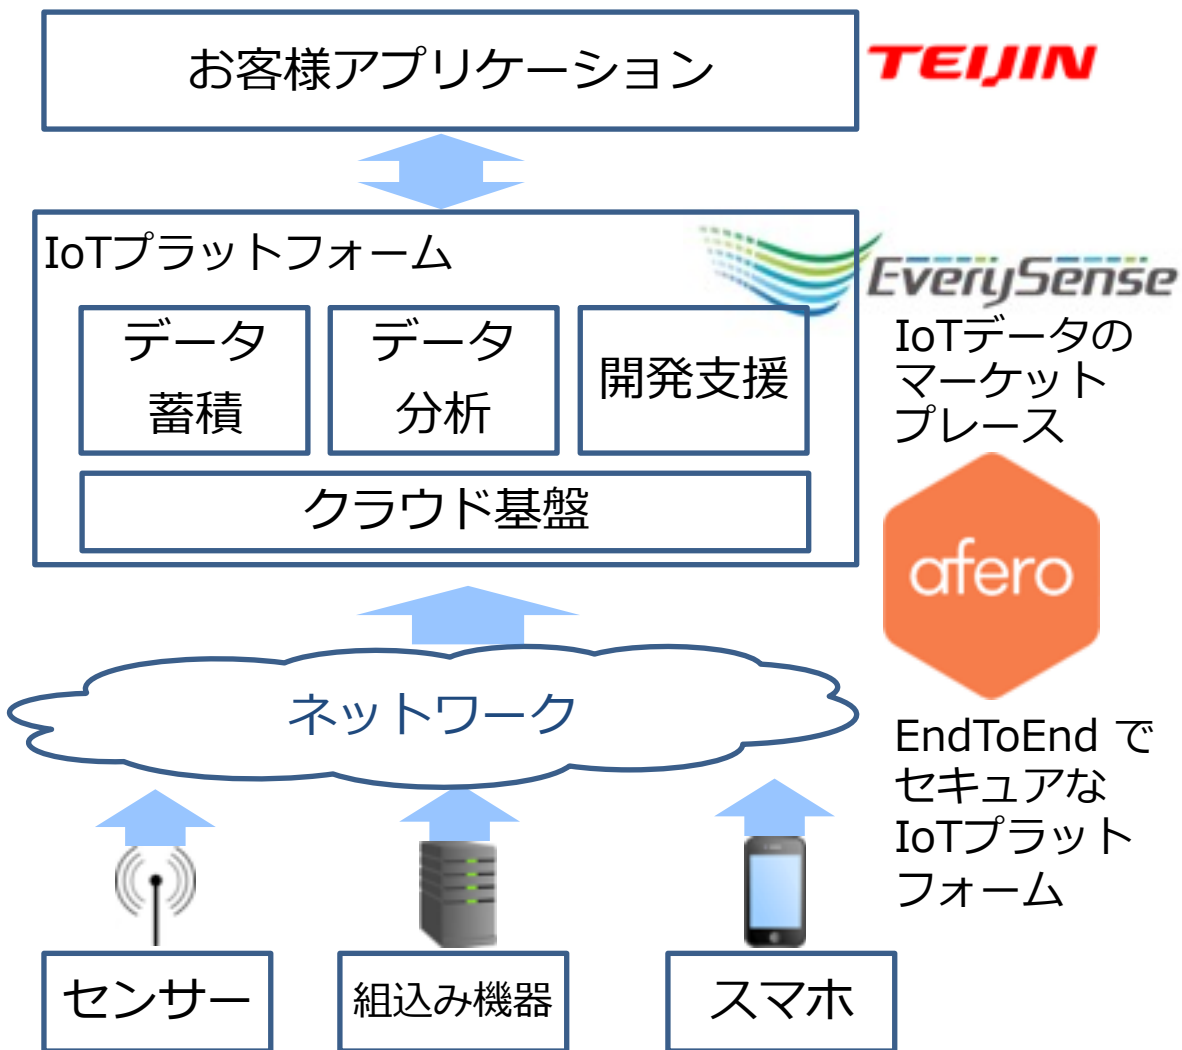 お客様アプリケーション
TEIJIN
IoTプラットフォーム
EverySense
データ
蓄積
データ
分析
開発支援
クラウド基盤
IoTデータの
マーケット
プレース
afero
EndToEnd で
セキュアな
IoTプラット
フォーム
ネットワーク
センサー
組込み機器
スマホ